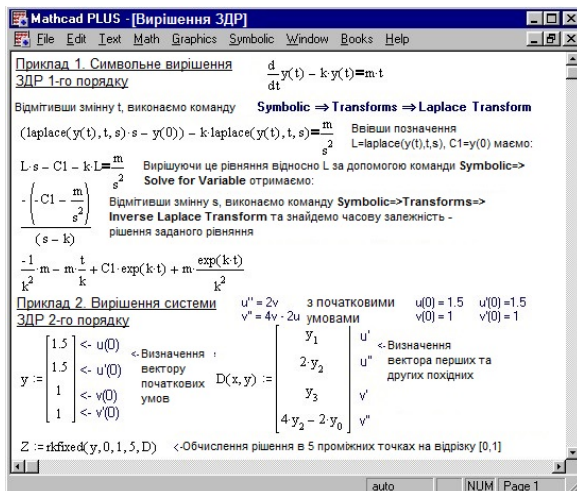 Mathcad PLUS - [Вирішення ЗДР]
File Edit Text Math Graphics Symbolic Window Books Help
Приклад 1. Символьне вирішення
ЗДР 1-го порядку
d/dt y(t) − k·y(t)=m·t
Відмітивши змінну t, виконаємо команду Symbolic ⇒ Transforms ⇒ Laplace Transform
(laplace(y(t),t,s)·s − y(0)) − k·laplace(y(t),t,s)=m/s²
Ввівши позначення
L=laplace(y(t),t,s), C1=y(0) маємо:
L·s − C1 − k·L=m/s²
Вирішуючи це рівняння відносно L за допомогою команди Symbolic=>
Solve for Variable отримаємо:
-(-C1 − m/s²)/(s − k)
Відмітивши змінну s, виконаємо команду Symbolic=>Transforms=>
Inverse Laplace Transform та знайдемо часову залежність -
рішення заданого рівняння
-1/k²·m − m·t/k + C1·exp(k·t) + m·exp(k·t)/k²
Приклад 2. Вирішення системи
ЗДР 2-го порядку
u'' = 2v
v'' = 4v - 2u
з початковими
умовами
u(0) = 1.5 u'(0) =1.5
v(0) = 1 v'(0) = 1
y := [1.5 1.5 1 1]
<- u(0)
<- u'(0)
<- v(0)
<- v'(0)
<-Визначення
вектору
початкових
умов
D(x,y) := [y₁ 2·y₂ y₃ 4·y₂ − 2·y₀]
u'
u''
v'
v''
<-Визначення
вектора перших та
других похідних
Z := rkfixed(y,0,1,5,D) <-Обчислення рішення в 5 проміжних точках на відрізку [0,1]
auto NUM Page 1